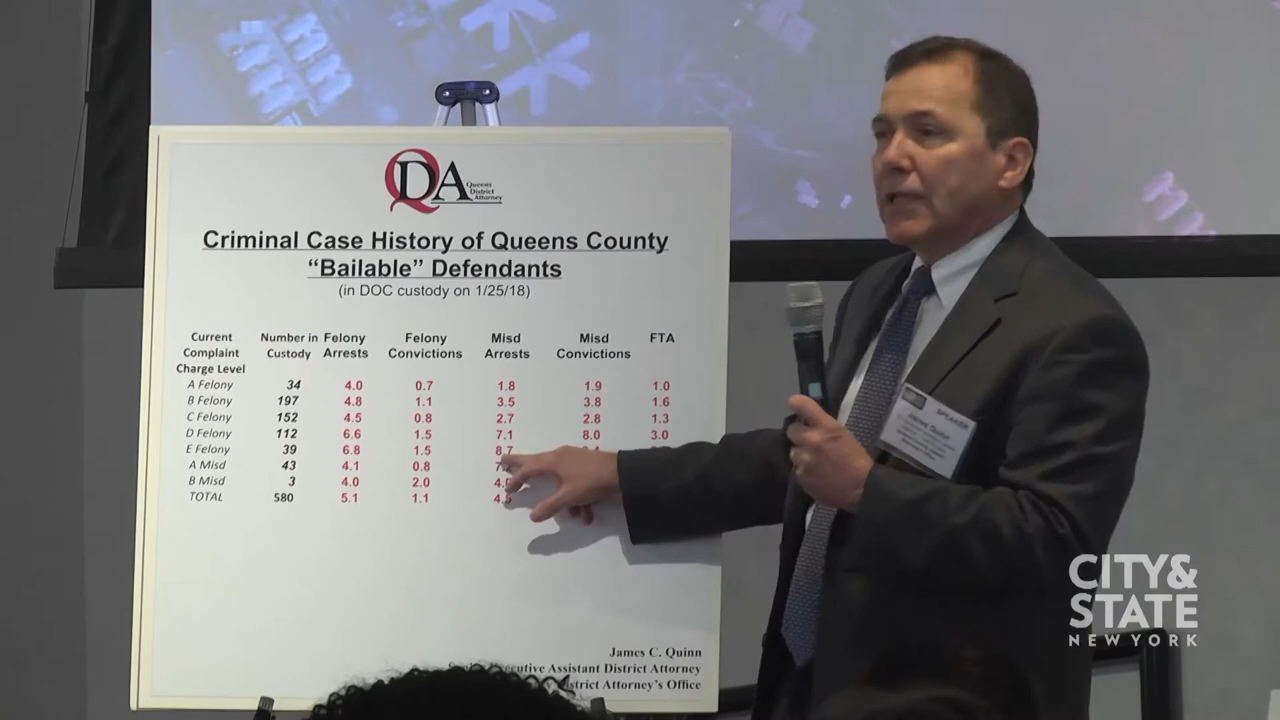 QDA Queens
District
Attorney
Criminal Case History of Queens County
“Bailable” Defendants
(in DOC custody on 1/25/18)
Current Complaint Charge Level Number in Custody Felony Arrests Felony Convictions Misd Arrests Misd Convictions FTA
A Felony 34 4.0 0.7 1.8 1.9 1.0
B Felony 197 4.8 1.1 3.5 3.8 1.6
C Felony 152 4.5 0.8 2.7 2.8 1.3
D Felony 112 6.6 1.5 7.1 8.0 3.0
E Felony 39 6.8 1.5 8.7
A Misd 43 4.1 0.8
B Misd 3 4.0 2.0
TOTAL 580 5.1 1.1
James C. Quinn
Executive Assistant District Attorney
District Attorney’s Office
SPEAKER
James Quinn
CITY&
STATE
NEW YORK